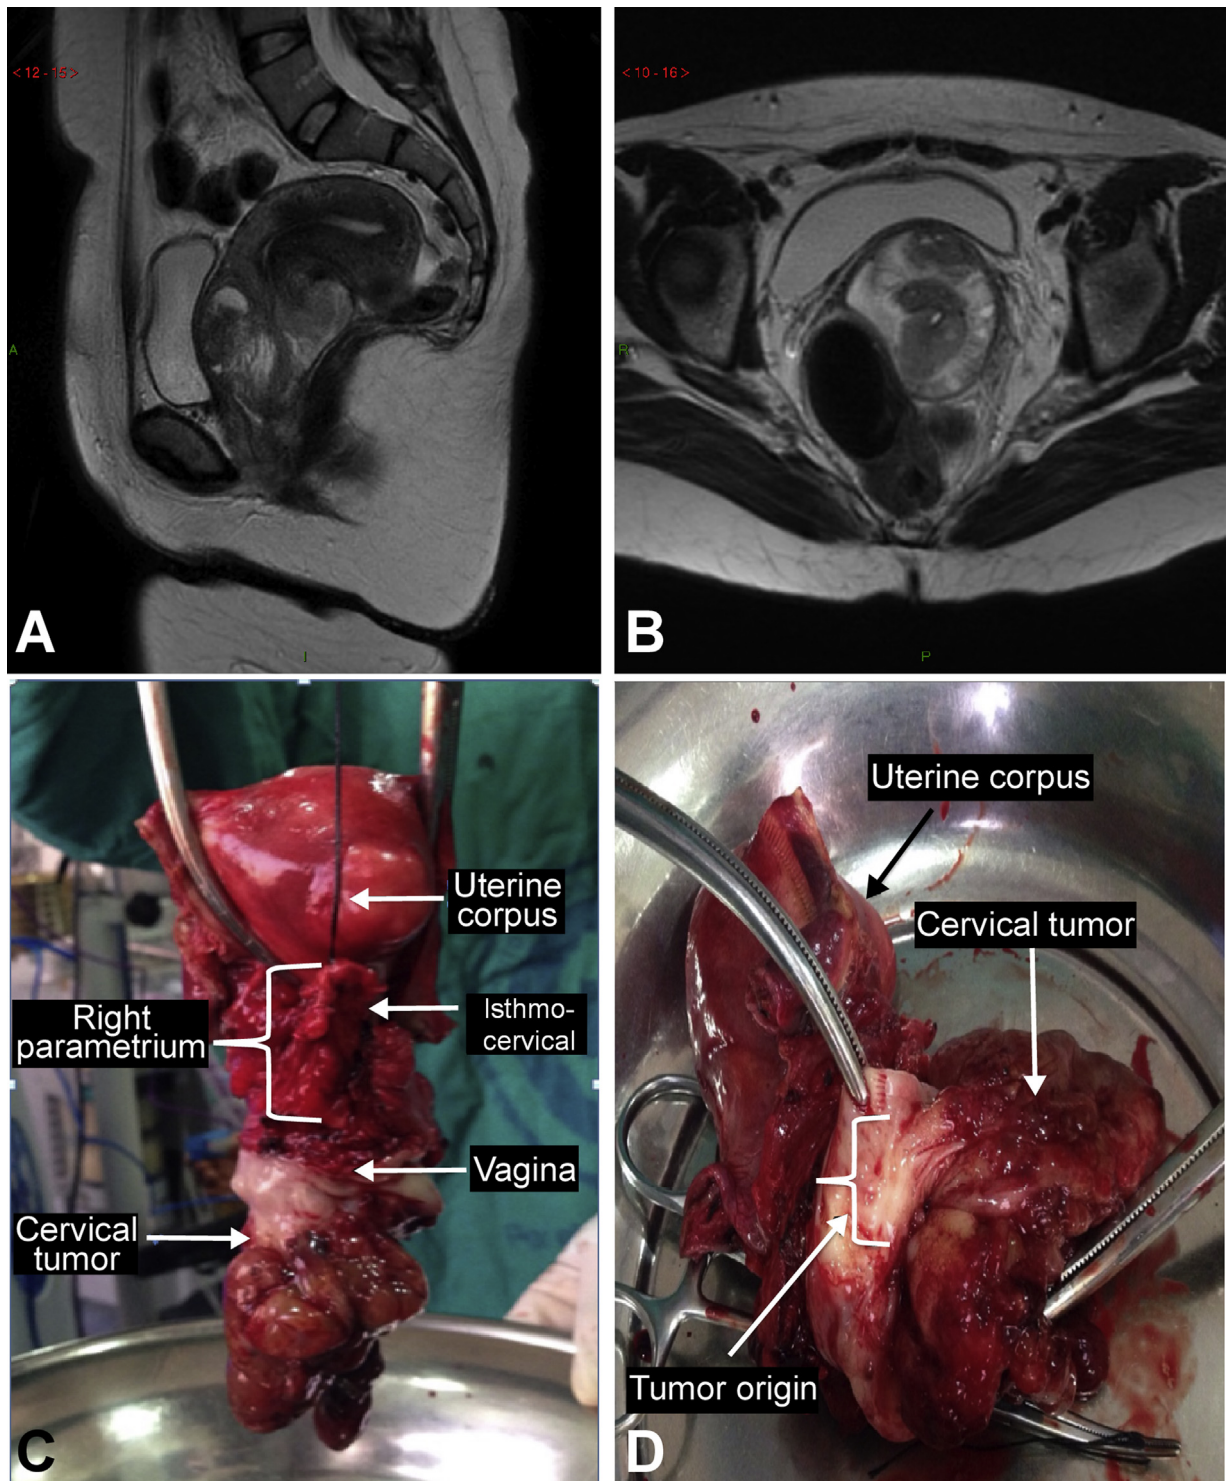 < 12 - 15 >
A
I
A
< 10 - 16 >
R
P
B
Uterine
corpus
Right
parametrium
Isthmo-
cervical
Vagina
Cervical
tumor
C
Uterine corpus
Cervical tumor
Tumor origin
D